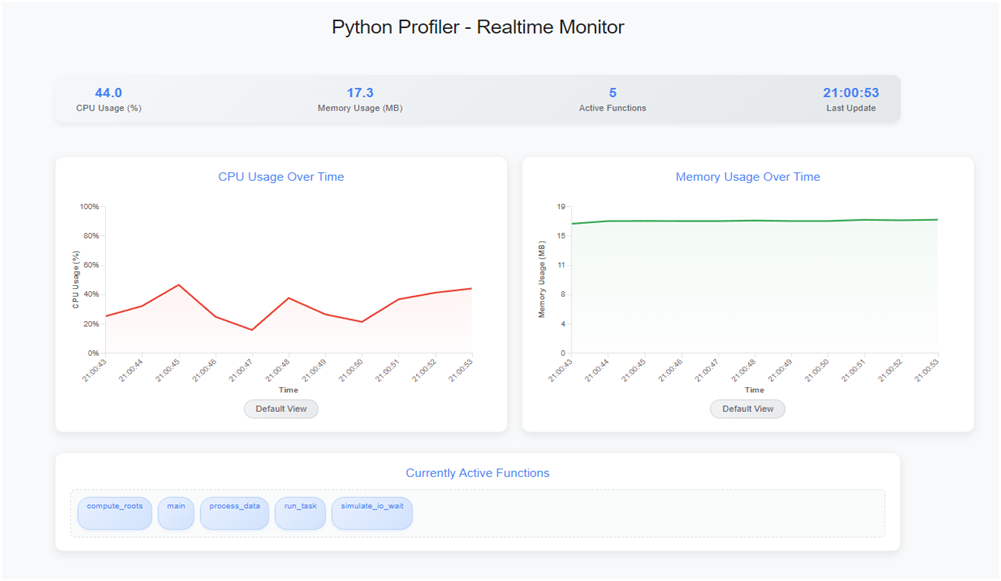 Python Profiler - Realtime Monitor
44.0
CPU Usage (%)
17.3
Memory Usage (MB)
5
Active Functions
21:00:53
Last Update
CPU Usage Over Time
100%
80%
60%
40%
20%
0%
CPU Usage (%)
21:00:43
21:00:44
21:00:45
21:00:46
21:00:47
21:00:48
21:00:49
21:00:50
21:00:51
21:00:52
21:00:53
Time
Default View
Memory Usage Over Time
19
15
11
8
4
0
Memory Usage (MB)
21:00:43
21:00:44
21:00:45
21:00:46
21:00:47
21:00:48
21:00:49
21:00:50
21:00:51
21:00:52
21:00:53
Time
Default View
Currently Active Functions
compute_roots
main
process_data
run_task
simulate_io_wait